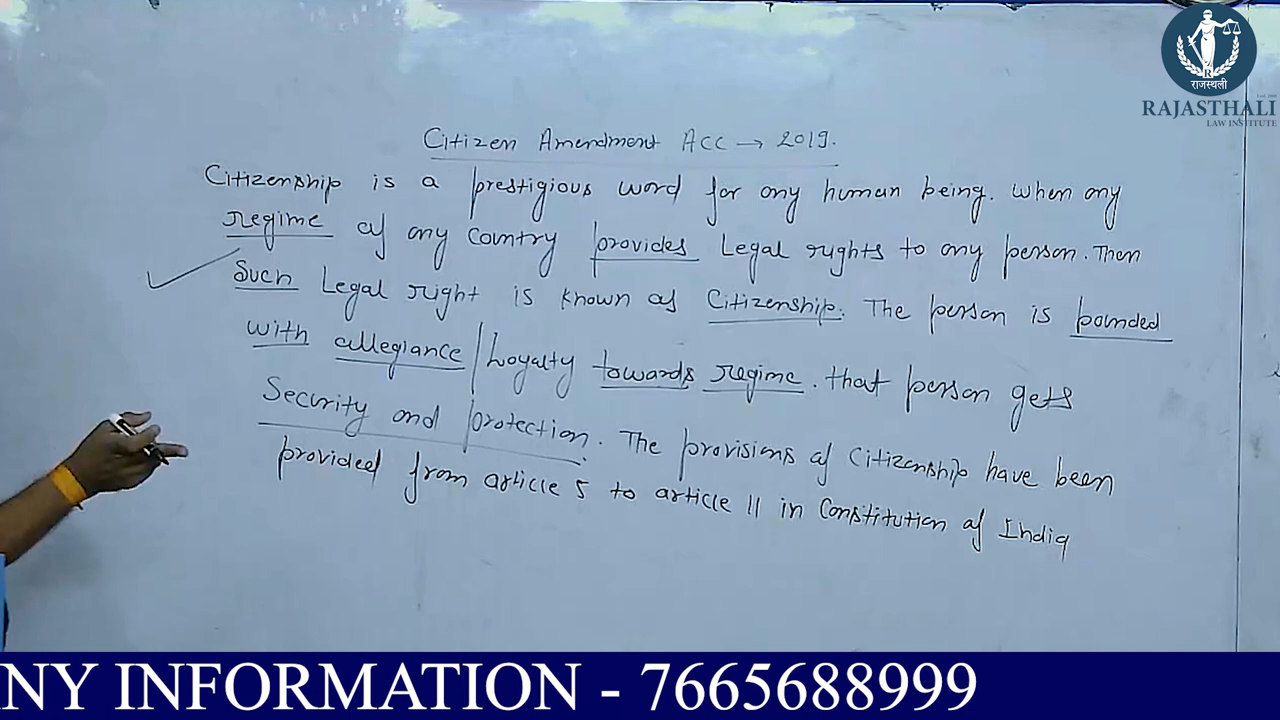 राजस्थली
RAJASTHALI
LAW INSTITUTE
Citizen Amendment Acc → 2019.
Citizenship is a prestigious word for any human being. When any
regime of any country provides Legal rights to any person. Then
Such Legal right is known as Citizenship. The person is pounded
with allegiance / Loyalty towards regime. that person gets
Security and protection. The provisions of citizenship have been
provided from article 5 to article 11 in Constitution of India
NY INFORMATION - 7665688999